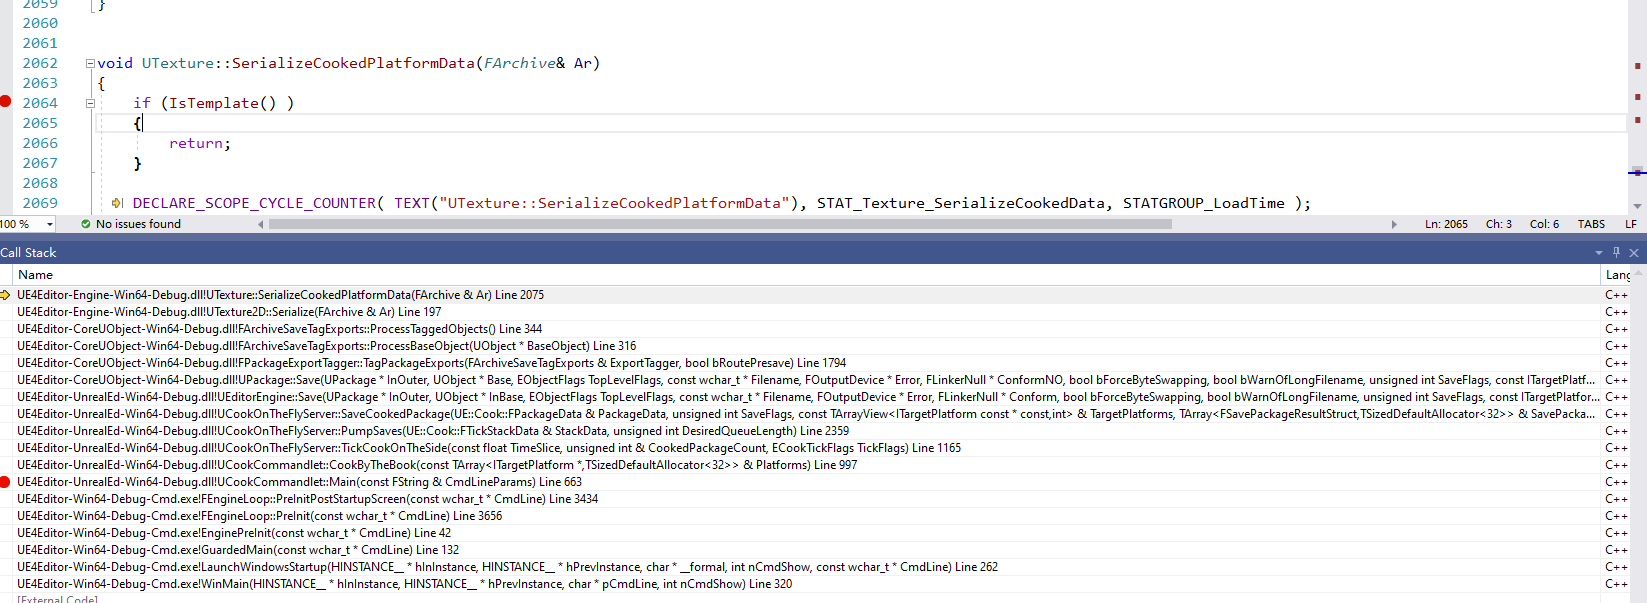 2059 }
2060
2061
2062 void UTexture::SerializeCookedPlatformData(FArchive& Ar)
2063 {
2064 if (IsTemplate() )
2065 {
2066 return;
2067 }
2068
2069 DECLARE_SCOPE_CYCLE_COUNTER( TEXT("UTexture::SerializeCookedPlatformData"), STAT_Texture_SerializeCookedData, STATGROUP_LoadTime );
100 % No issues found Ln: 2065 Ch: 3 Col: 6 TABS LF
Call Stack
Name Lang
UE4Editor-Engine-Win64-Debug.dll!UTexture::SerializeCookedPlatformData(FArchive & Ar) Line 2075 C++
UE4Editor-Engine-Win64-Debug.dll!UTexture2D::Serialize(FArchive & Ar) Line 197 C++
UE4Editor-CoreUObject-Win64-Debug.dll!FArchiveSaveTagExports::ProcessTaggedObjects() Line 344 C++
UE4Editor-CoreUObject-Win64-Debug.dll!FArchiveSaveTagExports::ProcessBaseObject(UObject * BaseObject) Line 316 C++
UE4Editor-CoreUObject-Win64-Debug.dll!FPackageExportTagger::TagPackageExports(FArchiveSaveTagExports & ExportTagger, bool bRoutePresave) Line 1794 C++
UE4Editor-CoreUObject-Win64-Debug.dll!UPackage::Save(UPackage * InOuter, UObject * Base, EObjectFlags TopLevelFlags, const wchar_t * Filename, FOutputDevice * Error, FLinkerNull * ConformNO, bool bForceByteSwapping, bool bWarnOfLongFilename, unsigned int SaveFlags, const ITargetPlatf... C++
UE4Editor-UnrealEd-Win64-Debug.dll!UEditorEngine::Save(UPackage * InOuter, UObject * InBase, EObjectFlags TopLevelFlags, const wchar_t * Filename, FOutputDevice * Error, FLinkerNull * Conform, bool bForceByteSwapping, bool bWarnOfLongFilename, unsigned int SaveFlags, const ITargetPlatfo... C++
UE4Editor-UnrealEd-Win64-Debug.dll!UCookOnTheFlyServer::SaveCookedPackage(UE::Cook::FPackageData & PackageData, unsigned int SaveFlags, const TArrayView<ITargetPlatform const * const,int> & TargetPlatforms, TArray<FSavePackageResultStruct,TSizedDefaultAllocator<32>> & SavePacka... C++
UE4Editor-UnrealEd-Win64-Debug.dll!UCookOnTheFlyServer::PumpSaves(UE::Cook::FTickStackData & StackData, unsigned int DesiredQueueLength) Line 2359 C++
UE4Editor-UnrealEd-Win64-Debug.dll!UCookOnTheFlyServer::TickCookOnTheSide(const float TimeSlice, unsigned int & CookedPackageCount, ECookTickFlags TickFlags) Line 1165 C++
UE4Editor-UnrealEd-Win64-Debug.dll!UCookCommandlet::CookByTheBook(const TArray<ITargetPlatform *,TSizedDefaultAllocator<32>> & Platforms) Line 997 C++
UE4Editor-UnrealEd-Win64-Debug.dll!UCookCommandlet::Main(const FString & CmdLineParams) Line 663 C++
UE4Editor-Win64-Debug-Cmd.exe!FEngineLoop::PreInitPostStartupScreen(const wchar_t * CmdLine) Line 3434 C++
UE4Editor-Win64-Debug-Cmd.exe!FEngineLoop::PreInit(const wchar_t * CmdLine) Line 3656 C++
UE4Editor-Win64-Debug-Cmd.exe!EnginePreInit(const wchar_t * CmdLine) Line 42 C++
UE4Editor-Win64-Debug-Cmd.exe!GuardedMain(const wchar_t * CmdLine) Line 132 C++
UE4Editor-Win64-Debug-Cmd.exe!LaunchWindowsStartup(HINSTANCE__ * hInInstance, HINSTANCE__ * hPrevInstance, char * __formal, int nCmdShow, const wchar_t * CmdLine) Line 262 C++
UE4Editor-Win64-Debug-Cmd.exe!WinMain(HINSTANCE__ * hInInstance, HINSTANCE__ * hPrevInstance, char * pCmdLine, int nCmdShow) Line 320 C++
[External Code]